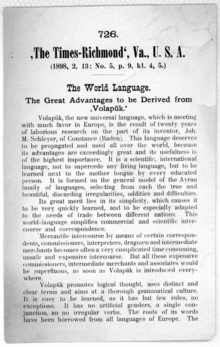 726.
‚The Times-Richmond‘, Va., U. S. A.
(1898, 2, 13; No. 5, p. 9, kl. 4, 5.)
The World Language.
The Great Advantages to be Derived from
‚Volapük.‘
Volapük, the new universal language, which is meeting
with much favor in Europe, is the result of twenty years
of laborious research on the part of its inventor, Joh.
M. Schleyer, of Constance (Baden). This language deserves
to be propagated and used all over the world, because
its advantages are exceedingly great and its usefulness is
of the highest importance. It is a scientific, international
language, not to supercede any living language, but to be
learned next to the mother tongue by every educated
person. It is formed on the general model of the Aryan
family of languages, selecting from each the true and
beautiful, discarding irregularities, oddities and difficulties.
Its great merit lies in its simplicity, which causes it
to be very quickly learned, and to be especially adapted
to the needs of trade between different nations. This
world-language simplifies commercial and scientific inter-
course and correspondence.
Mercantile intercourse by means of certain correspon-
dents, commissioners, interpreters, draguen and intermediate
merchants becomes often a very complicated time consuming,
unsafe and expensive intercourse. But all these expensive
commissioners, intermediate merchants and associates would
be superfluous, as soon as Volapük is introduced every-
where.
Volapük promotes logical thought, uses distinct and
clear terms and aims at a thorough grammatical culture.
It is easy to be learned, as it has but few rules, no
exceptions. It has no artificial genders, a single con-
junction, an no irregular verbs. The roots of its words
have been borrowed from all languages of Europe. The